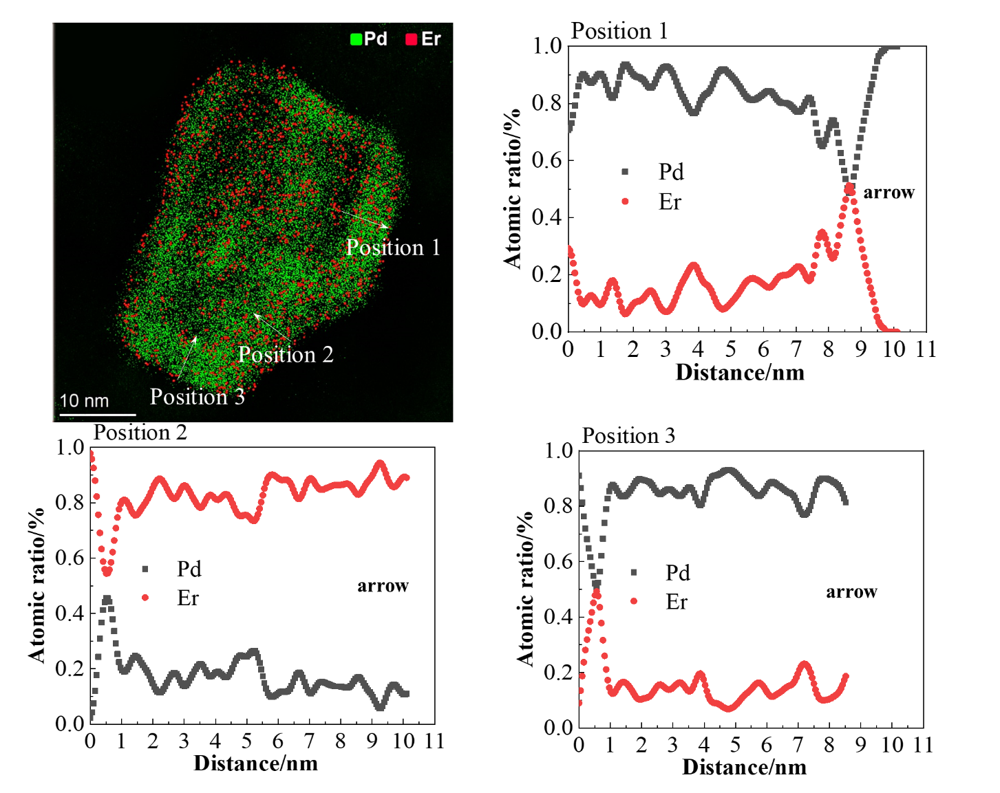 Pd Er
Position 1
Position 2
Position 3
10 nm
Position 1
1.0
0.8
0.6
0.4
0.2
0.0
Atomic ratio/%
Pd
Er
arrow
0 1 2 3 4 5 6 7 8 9 10 11
Distance/nm
Position 2
1.0
0.8
0.6
0.4
0.2
0.0
Atomic ratio/%
Pd
Er
arrow
0 1 2 3 4 5 6 7 8 9 10 11
Distance/nm
Position 3
1.0
0.8
0.6
0.4
0.2
0.0
Atomic ratio/%
Pd
Er
arrow
0 1 2 3 4 5 6 7 8 9 10 11
Distance/nm